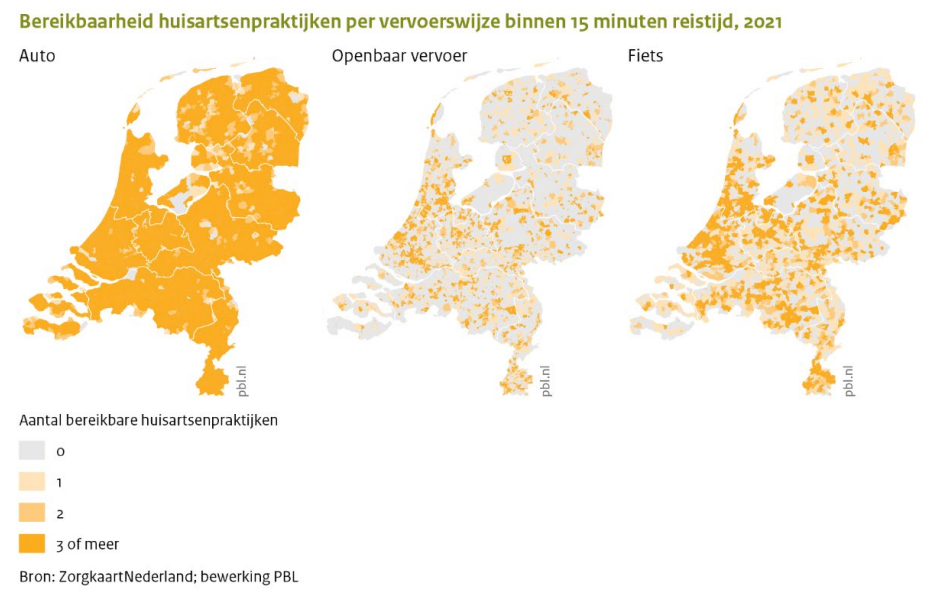 Bereikbaarheid huisartsenpraktijken per vervoerswijze binnen 15 minuten reistijd, 2021
Auto
Openbaar vervoer
Fiets
pbl.nl
pbl.nl
pbl.nl
Aantal bereikbare huisartsenpraktijken
0
1
2
3 of meer
Bron: ZorgkaartNederland; bewerking PBL